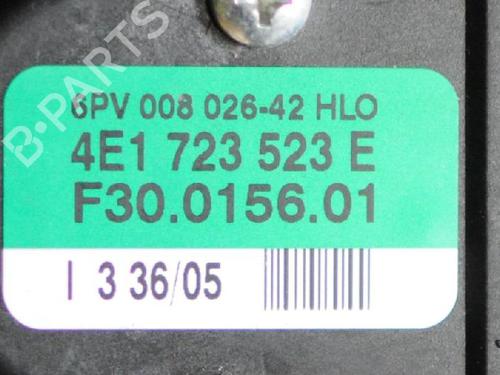 B-PARTS
6PV 008 026-42 HLO
4E1 723 523 E
F30.0156.01
I 3 36/05